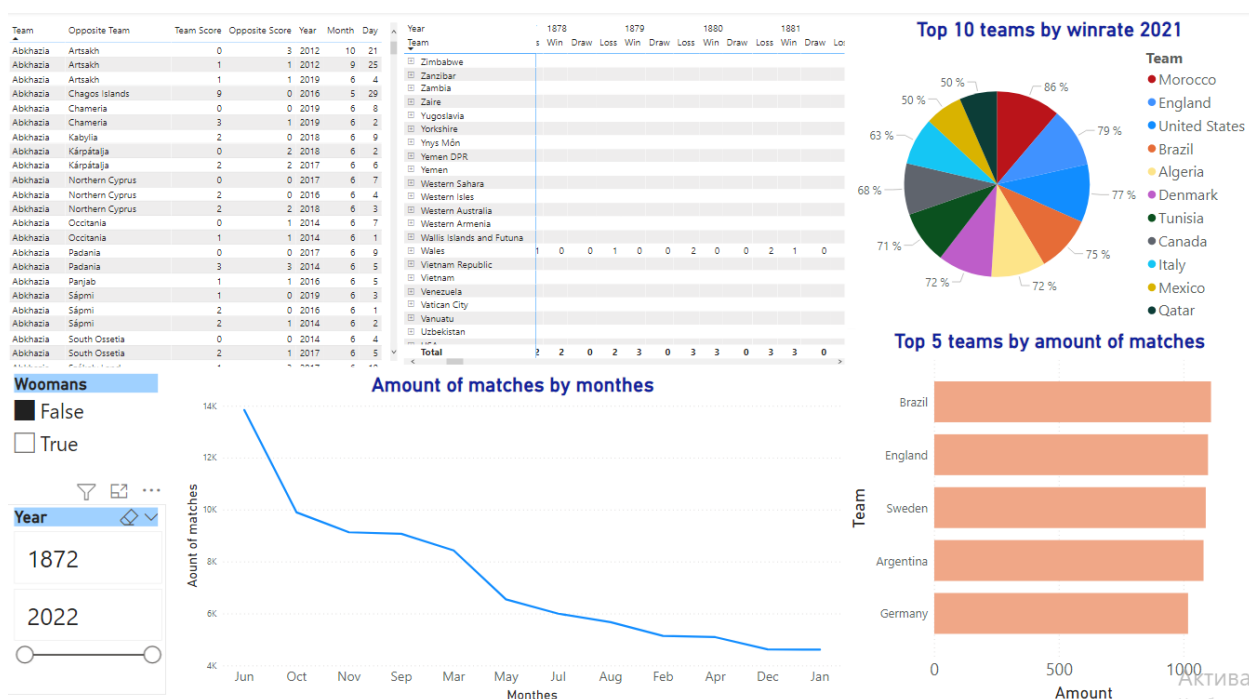 Team Opposite Team Team Score Opposite Score Year Month Day
Abkhazia Artsakh 0 3 2012 10 21
Abkhazia Artsakh 1 1 2012 9 25
Abkhazia Artsakh 1 1 2019 6 4
Abkhazia Chagos Islands 9 0 2016 5 29
Abkhazia Chameria 0 0 2019 6 8
Abkhazia Chameria 3 1 2019 6 2
Abkhazia Kabylia 2 0 2018 6 9
Abkhazia Kárpátalja 0 2 2018 6 2
Abkhazia Kárpátalja 2 2 2017 6 6
Abkhazia Northern Cyprus 0 0 2017 6 7
Abkhazia Northern Cyprus 2 0 2016 6 4
Abkhazia Northern Cyprus 2 2 2018 6 3
Abkhazia Occitania 0 1 2014 6 7
Abkhazia Occitania 1 1 2014 6 1
Abkhazia Padania 0 0 2017 6 9
Abkhazia Padania 3 3 2014 6 5
Abkhazia Panjab 1 1 2016 6 5
Abkhazia Sápmi 1 0 2019 6 3
Abkhazia Sápmi 2 0 2016 6 1
Abkhazia Sápmi 2 1 2014 6 2
Abkhazia South Ossetia 0 0 2014 6 4
Abkhazia South Ossetia 2 1 2017 6 5
Year 1878 1879 1880 1881
Team s Win Draw Loss Win Draw Loss Win Draw Loss Win Draw Los
Zimbabwe
Zanzibar
Zambia
Zaire
Yugoslavia
Yorkshire
Ynys Môn
Yemen DPR
Yemen
Western Sahara
Western Isles
Western Australia
Western Armenia
Wallis Islands and Futuna
Wales 1 0 0 1 0 0 2 0 0 2 1 0
Vietnam Republic
Vietnam
Venezuela
Vatican City
Vanuatu
Uzbekistan
Total 2 2 0 2 3 0 3 3 0 3 3 0
Top 10 teams by winrate 2021
86 %
79 %
77 %
75 %
72 %
72 %
71 %
68 %
63 %
50 %
50 %
Team
Morocco
England
United States
Brazil
Algeria
Denmark
Tunisia
Canada
Italy
Mexico
Qatar
Woomans
False
True
Year
1872
2022
Amount of matches by monthes
Aount of matches
14K
12K
10K
8K
6K
4K
Jun Oct Nov Sep Mar May Jul Aug Feb Apr Dec Jan
Monthes
Top 5 teams by amount of matches
Team
Brazil
England
Sweden
Argentina
Germany
0 500 1000
Amount
Актива